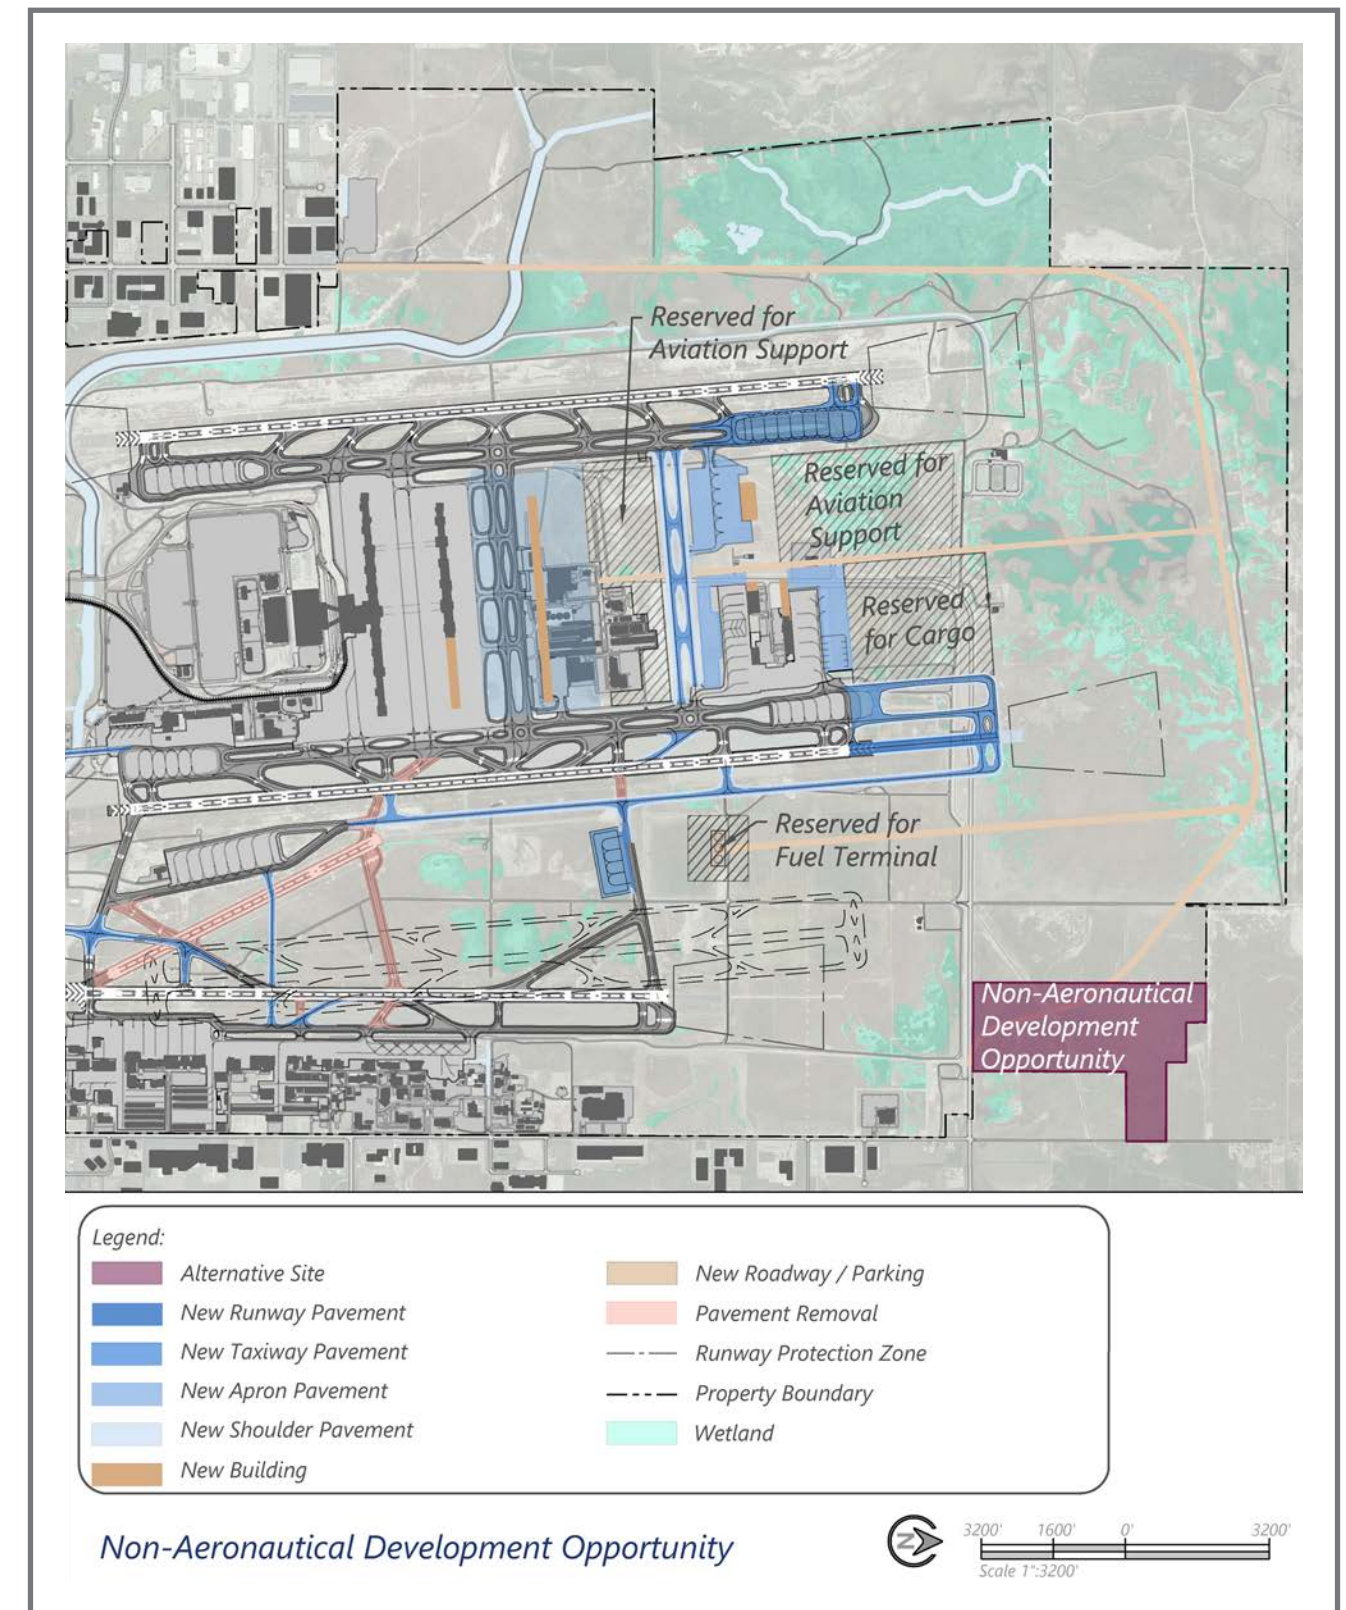 Reserved for
Aviation Support
Reserved for
Aviation
Support
Reserved
for Cargo
Reserved for
Fuel Terminal
Non-Aeronautical
Development
Opportunity
Legend:
Alternative Site
New Runway Pavement
New Taxiway Pavement
New Apron Pavement
New Shoulder Pavement
New Building
New Roadway / Parking
Pavement Removal
Runway Protection Zone
Property Boundary
Wetland
Non-Aeronautical Development Opportunity
N
3200' 1600' 0' 3200'
Scale 1":3200'